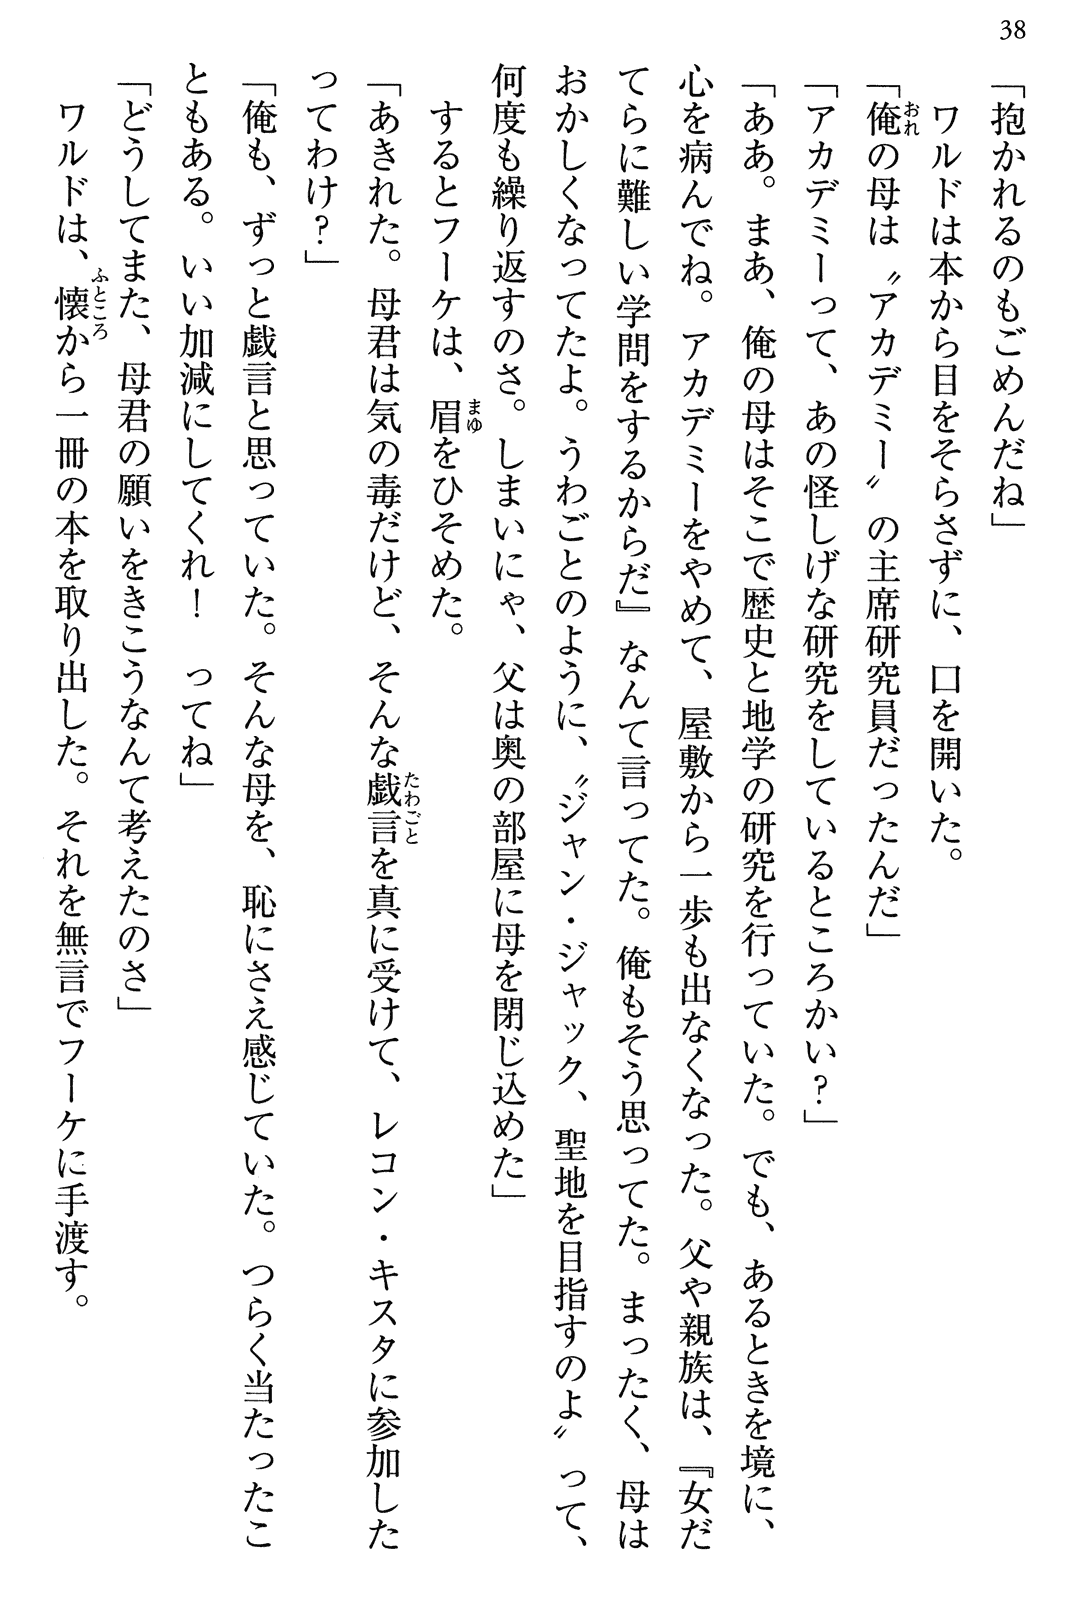 38
「抱かれるのもごめんだね」
　ワルドは本から目をそらさずに、口を開いた。
「俺の母は〝アカデミー〟の主席研究員だったんだ」
「アカデミーって、あの怪しげな研究をしているところかい？」
「ああ。まあ、俺の母はそこで歴史と地学の研究を行っていた。でも、あるときを境に、
心を病んでね。アカデミーをやめて、屋敷から一歩も出なくなった。父や親族は、『女だ
てらに難しい学問をするからだ』なんて言ってた。俺もそう思ってた。まったく、母は
おかしくなってたよ。うわごとのように、〝ジャン・ジャック、聖地を目指すのよ〟って、
何度も繰り返すのさ。しまいにゃ、父は奥の部屋に母を閉じ込めた」
　するとフーケは、眉をひそめた。
「あきれた。母君は気の毒だけど、そんな戯言を真に受けて、レコン・キスタに参加した
ってわけ？」
「俺も、ずっと戯言と思っていた。そんな母を、恥にさえ感じていた。つらく当たったこ
ともある。いい加減にしてくれ！　ってね」
「どうしてまた、母君の願いをきこうなんて考えたのさ」
　ワルドは、懐から一冊の本を取り出した。それを無言でフーケに手渡す。